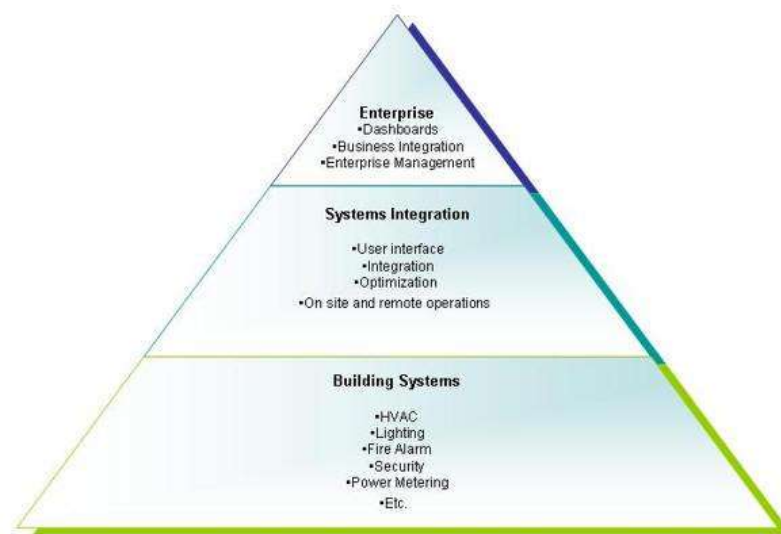 Enterprise
•Dashboards
•Business Integration
•Enterprise Management
Systems Integration
•User interface
•Integration
•Optimization
•On site and remote operations
Building Systems
•HVAC
•Lighting
•Fire Alarm
•Security
•Power Metering
•Etc.